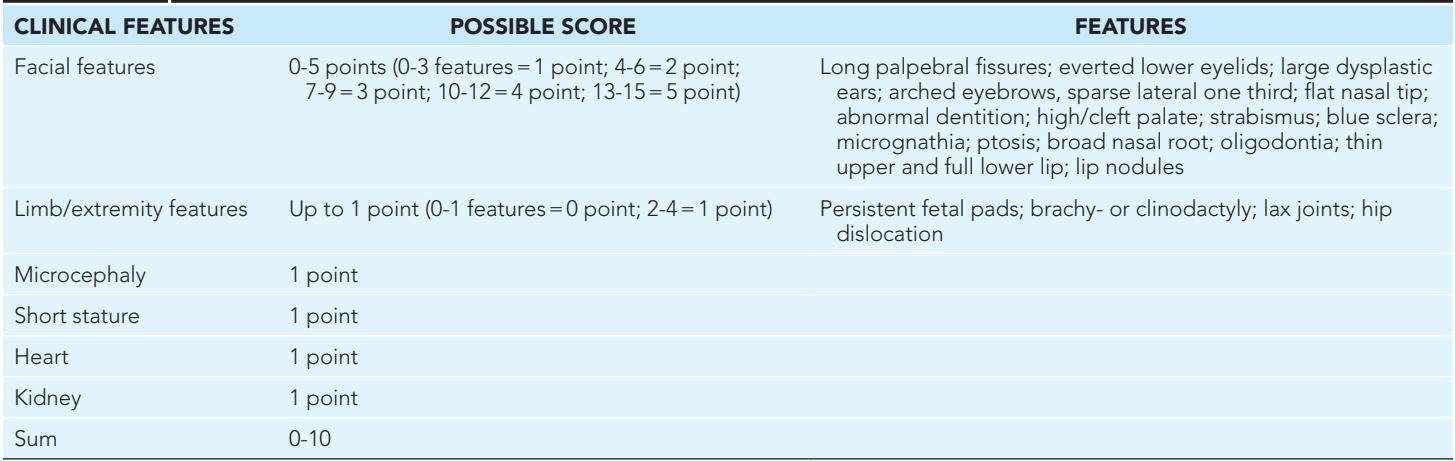 CLINICAL FEATURES POSSIBLE SCORE FEATURES
Facial features 0-5 points (0-3 features = 1 point; 4-6 = 2 point; Long palpebral fissures; everted lower eyelids; large dysplastic
7-9 = 3 point; 10-12 = 4 point; 13-15 = 5 point) ears; arched eyebrows, sparse lateral one third; flat nasal tip;
abnormal dentition; high/cleft palate; strabismus; blue sclera;
micrognathia; ptosis; broad nasal root; oligodontia; thin
upper and full lower lip; lip nodules
Limb/extremity features Up to 1 point (0-1 features = 0 point; 2-4 = 1 point) Persistent fetal pads; brachy- or clinodactyly; lax joints; hip
dislocation
Microcephaly 1 point
Short stature 1 point
Heart 1 point
Kidney 1 point
Sum 0-10